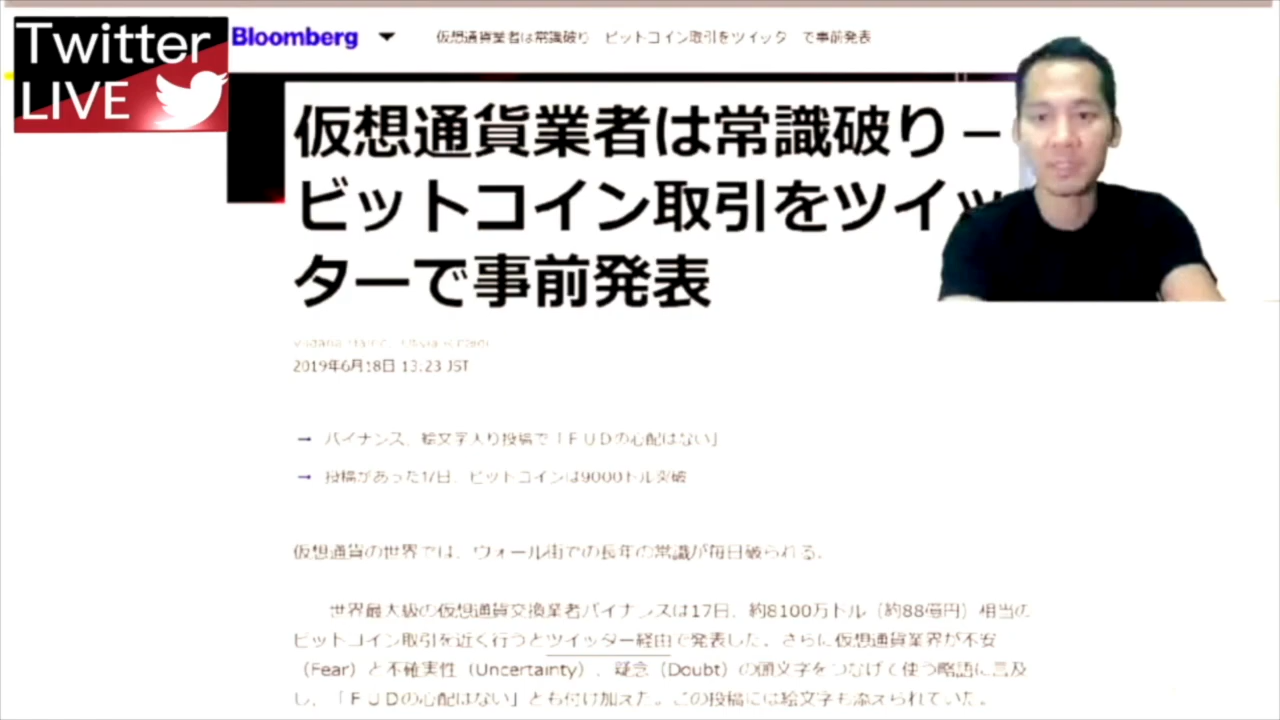 Twitter
LIVE
Bloomberg
仮想通貨業者は常識破り ビットコイン取引をツイッタ で事前発表
仮想通貨業者は常識破り－
ビットコイン取引をツイッ
ターで事前発表
2019年6月18日 13:23 JST
→ バイナンス、絵文字入り投稿で「ＦＵＤの心配はない」
→ 投稿があった17日、ビットコインは9000ドル突破
仮想通貨の世界では、ウォール街での長年の常識が毎日破られる。
世界最大級の仮想通貨交換業者バイナンスは17日、約8100万ドル（約88億円）相当の
ビットコイン取引を近く行うとツイッター経由で発表した。さらに仮想通貨業界が不安
（Fear）と不確実性（Uncertainty）、疑念（Doubt）の頭文字をつなげて使う略語に言及
し、「ＦＵＤの心配はない」とも付け加えた。この投稿には絵文字も添えられていた。